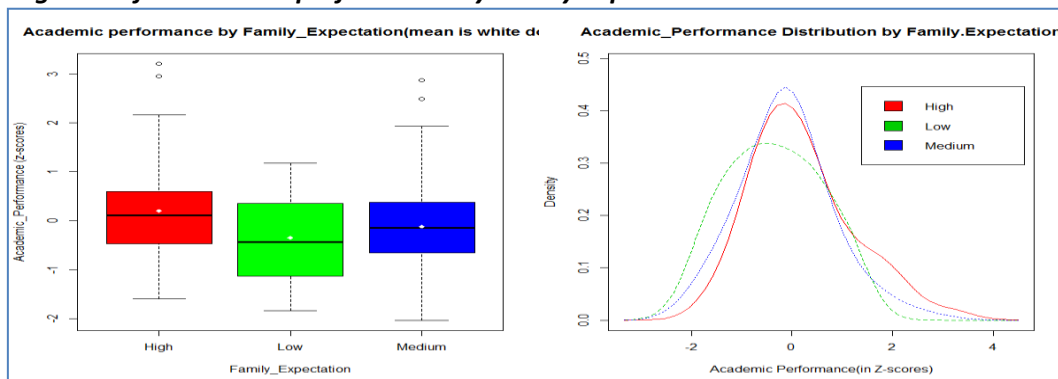 Academic performance by Family_Expectation(mean is white d
Academic_Performance (z-scores)
3
2
1
0
-1
-2
High
Low
Medium
Family_Expectation
Academic_Performance Distribution by Family.Expectation
Density
0.5
0.4
0.3
0.2
0.1
0.0
High
Low
Medium
-2
0
2
4
Academic Performance(in Z-scores)